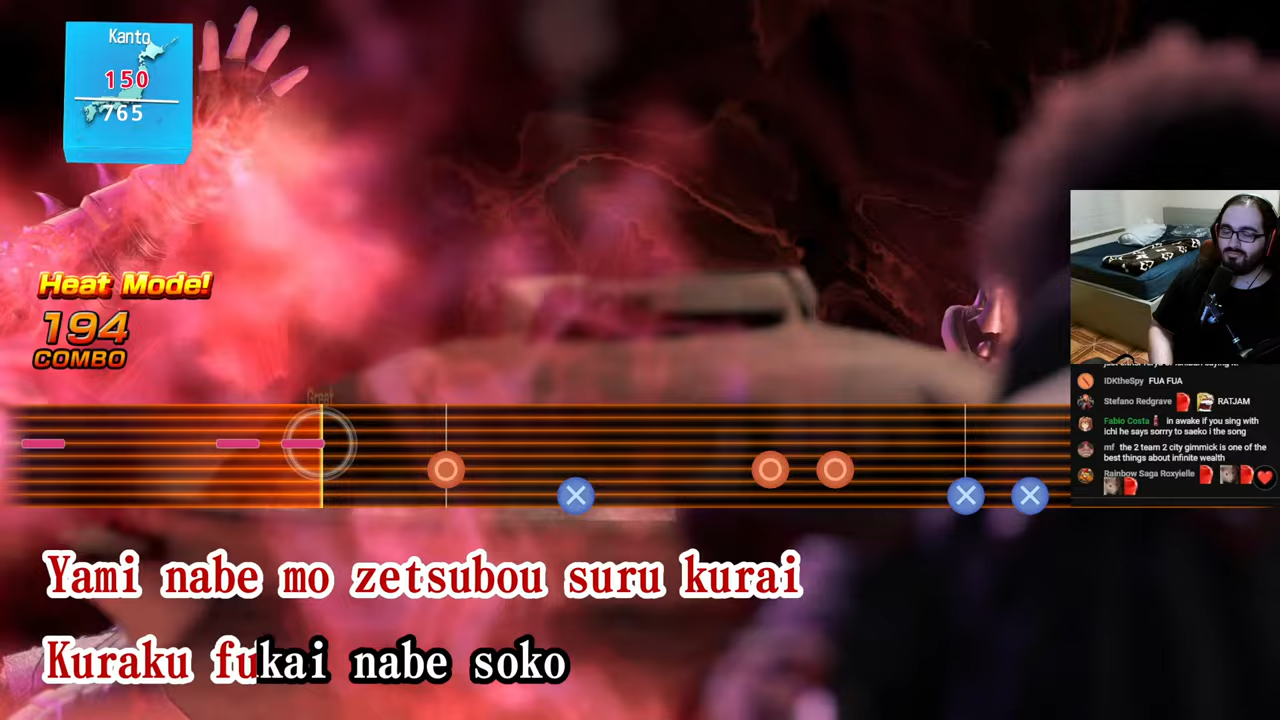 Kanto
150
765
Heat Mode!
194
COMBO
Great
IDKtheSpy FUA FUA
Stefano Redgrave RATJAM
Fabio Costa in awake if you sing with
ichi he says sorrry to saeko i the song
mf the 2 team 2 city gimmick is one of the
best things about infinite wealth
Rainbow Saga Roxyielle
Yami nabe mo zetsubou suru kurai
Kuraku fukai nabe soko